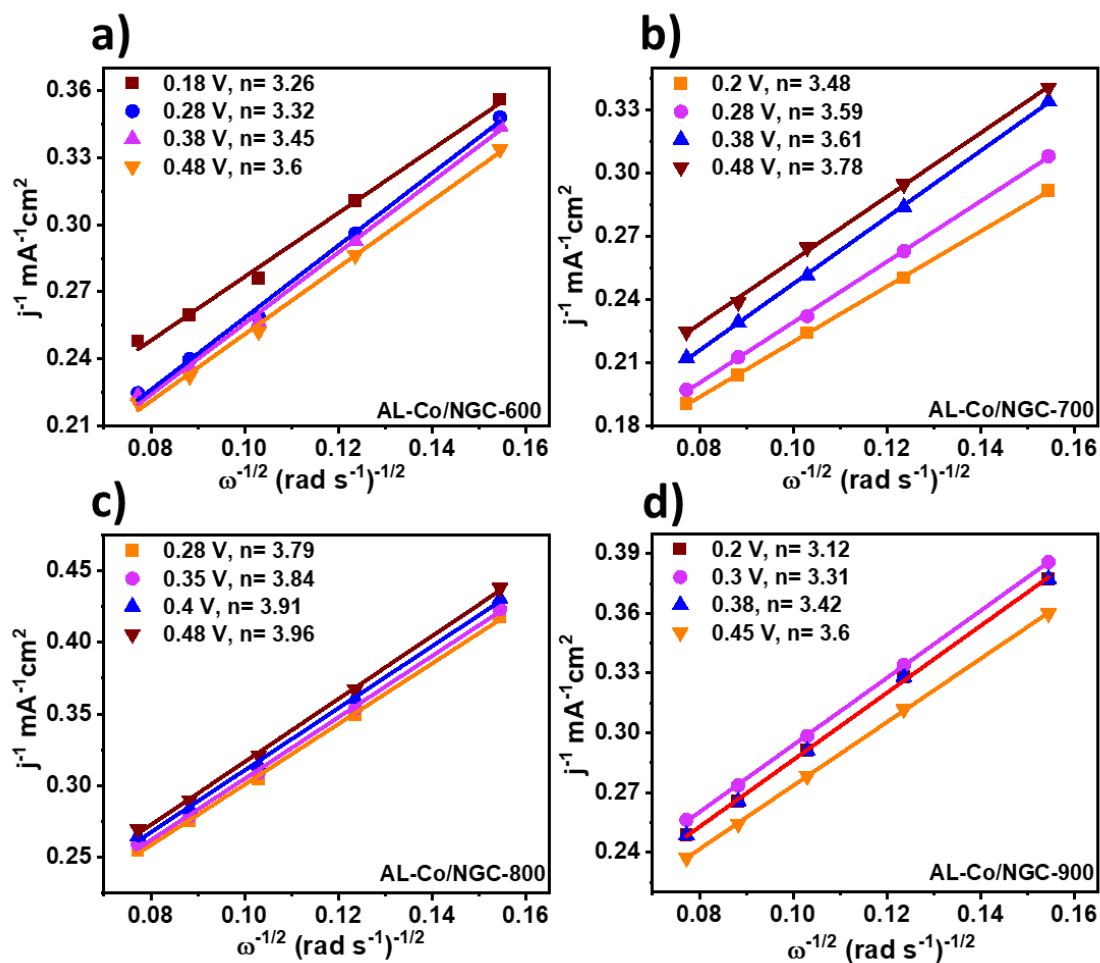 a)
0.18 V, n= 3.26
0.28 V, n= 3.32
0.38 V, n= 3.45
0.48 V, n= 3.6
0.36
0.33
0.30
0.27
0.24
0.21
j-1 mA-1cm2
AL-Co/NGC-600
0.08 0.10 0.12 0.14 0.16
ω-1/2 (rad s-1)-1/2
b)
0.2 V, n= 3.48
0.28 V, n= 3.59
0.38 V, n= 3.61
0.48 V, n= 3.78
0.33
0.30
0.27
0.24
0.21
0.18
j-1 mA-1cm2
AL-Co/NGC-700
0.08 0.10 0.12 0.14 0.16
ω-1/2 (rad s-1)-1/2
c)
0.28 V, n= 3.79
0.35 V, n= 3.84
0.4 V, n= 3.91
0.48 V, n= 3.96
0.45
0.40
0.35
0.30
0.25
j-1 mA-1cm2
AL-Co/NGC-800
0.08 0.10 0.12 0.14 0.16
ω-1/2 (rad s-1)-1/2
d)
0.2 V, n= 3.12
0.3 V, n= 3.31
0.38, n= 3.42
0.45 V, n= 3.6
0.39
0.36
0.33
0.30
0.27
0.24
j-1 mA-1cm2
AL-Co/NGC-900
0.08 0.10 0.12 0.14 0.16
ω-1/2 (rad s-1)-1/2